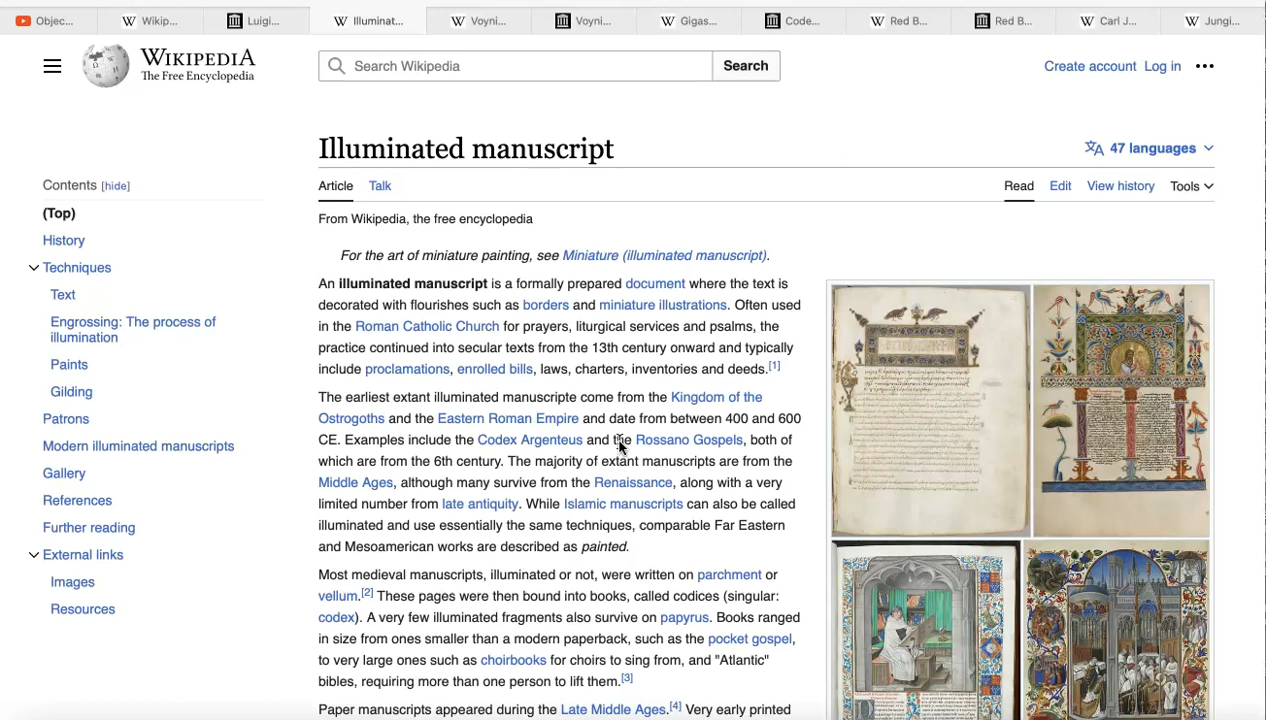 Objec...
Wikip...
Luigi...
Illuminat...
Voyni...
Voyni...
Gigas...
Code...
Red B...
Red B...
Carl J...
Jungi...
WIKIPEDIA
The Free Encyclopedia
Search Wikipedia
Search
Create account Log in
Illuminated manuscript
47 languages
Contents [hide]
(Top)
History
Techniques
Text
Engrossing: The process of
illumination
Paints
Gilding
Patrons
Modern illuminated manuscripts
Gallery
References
Further reading
External links
Images
Resources
Article Talk
Read Edit View history Tools
From Wikipedia, the free encyclopedia
For the art of miniature painting, see Miniature (illuminated manuscript).
An illuminated manuscript is a formally prepared document where the text is
decorated with flourishes such as borders and miniature illustrations. Often used
in the Roman Catholic Church for prayers, liturgical services and psalms, the
practice continued into secular texts from the 13th century onward and typically
include proclamations, enrolled bills, laws, charters, inventories and deeds.[1]
The earliest extant illuminated manuscripts come from the Kingdom of the
Ostrogoths and the Eastern Roman Empire and date from between 400 and 600
CE. Examples include the Codex Argenteus and the Rossano Gospels, both of
which are from the 6th century. The majority of extant manuscripts are from the
Middle Ages, although many survive from the Renaissance, along with a very
limited number from late antiquity. While Islamic manuscripts can also be called
illuminated and use essentially the same techniques, comparable Far Eastern
and Mesoamerican works are described as painted.
Most medieval manuscripts, illuminated or not, were written on parchment or
vellum.[2] These pages were then bound into books, called codices (singular:
codex). A very few illuminated fragments also survive on papyrus. Books ranged
in size from ones smaller than a modern paperback, such as the pocket gospel,
to very large ones such as choirbooks for choirs to sing from, and "Atlantic"
bibles, requiring more than one person to lift them.[3]
Paper manuscripts appeared during the Late Middle Ages.[4] Very early printed